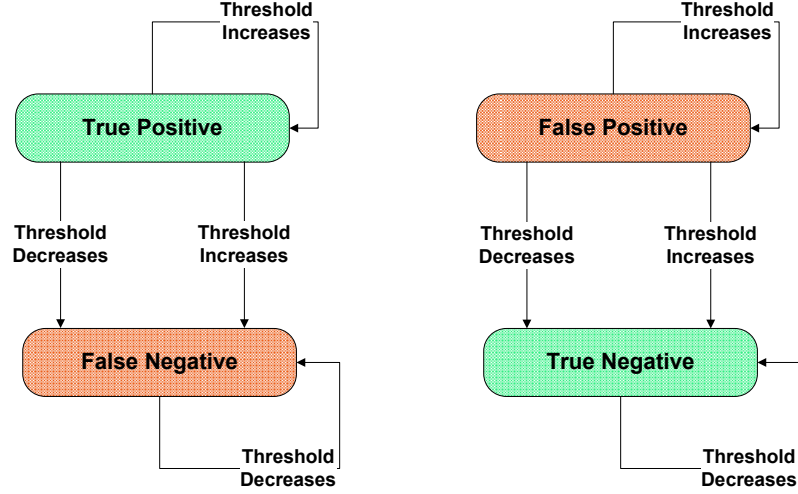 Threshold
Increases
Threshold
Increases
True Positive
False Positive
Threshold
Decreases
Threshold
Increases
Threshold
Decreases
Threshold
Increases
False Negative
True Negative
Threshold
Decreases
Threshold
Decreases